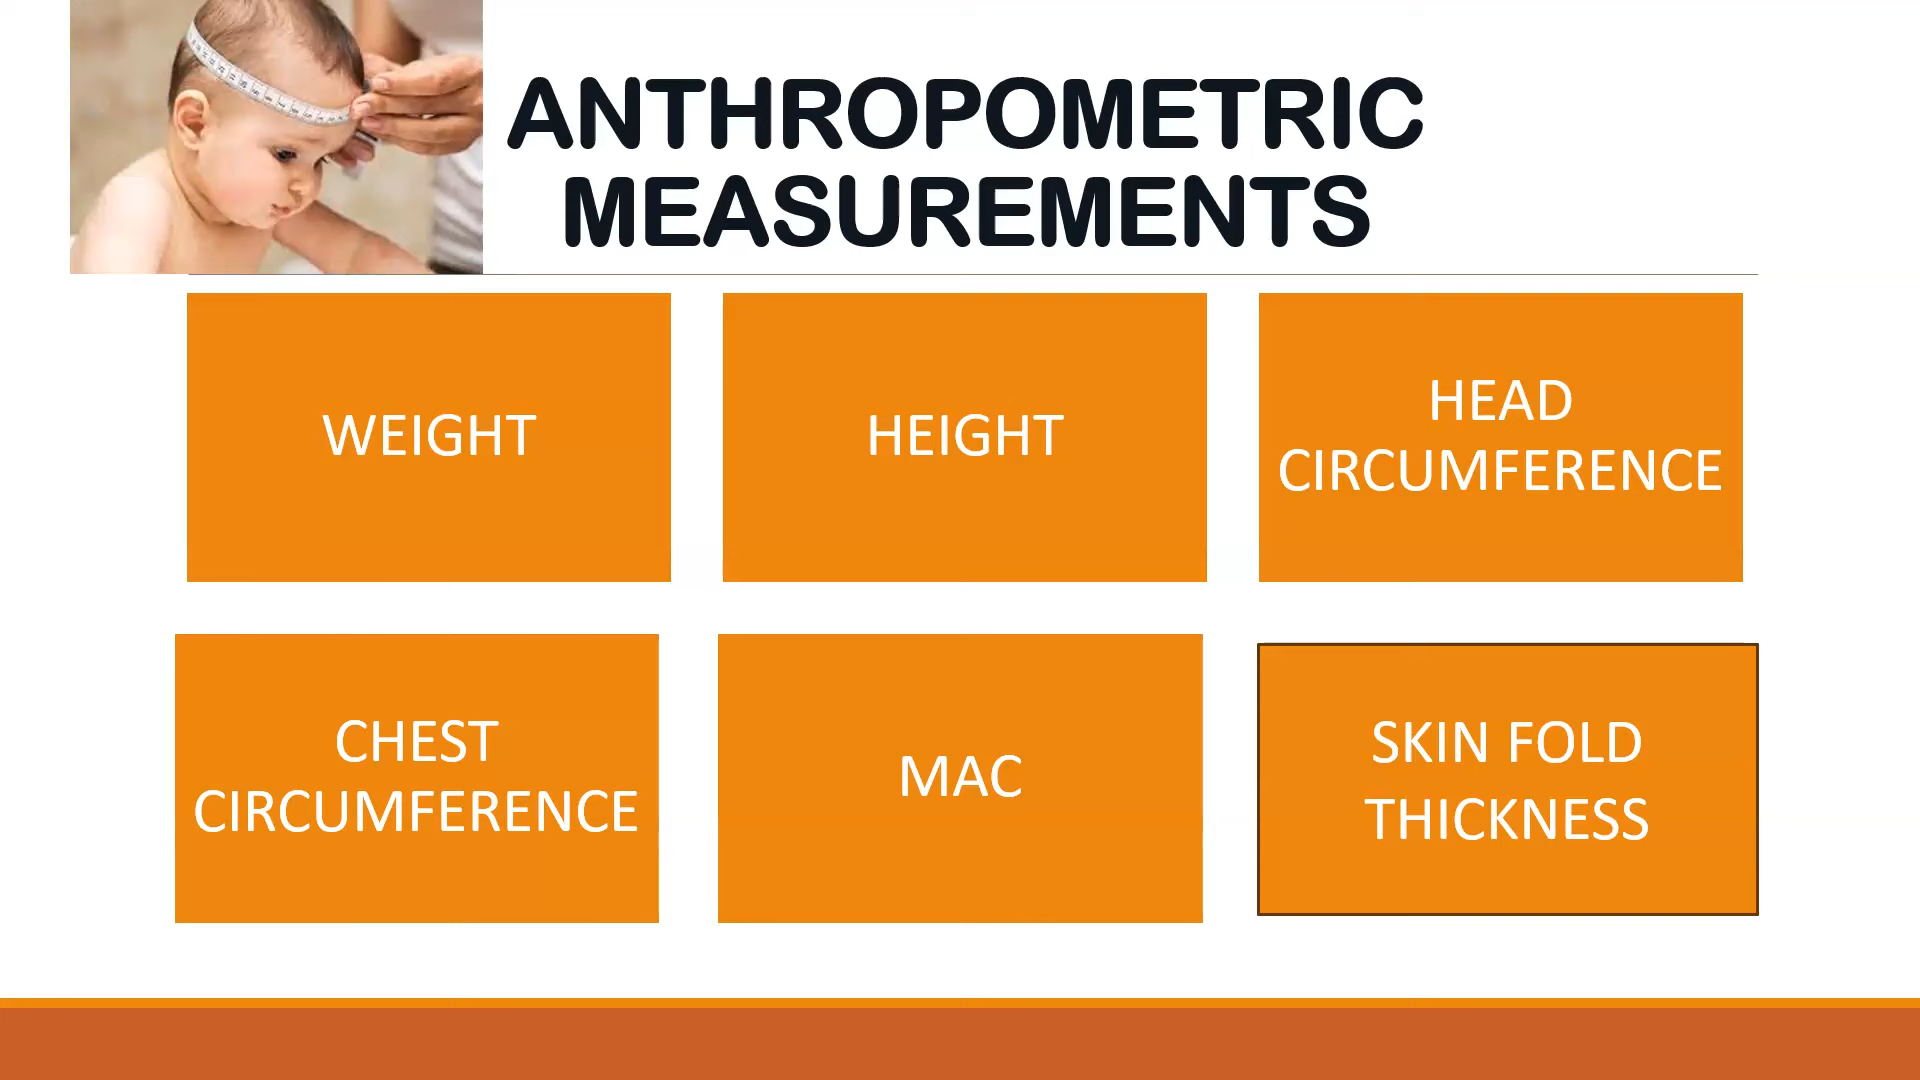 ANTHROPOMETRIC
MEASUREMENTS
WEIGHT
HEIGHT
HEAD
CIRCUMFERENCE
CHEST
CIRCUMFERENCE
MAC
SKIN FOLD
THICKNESS